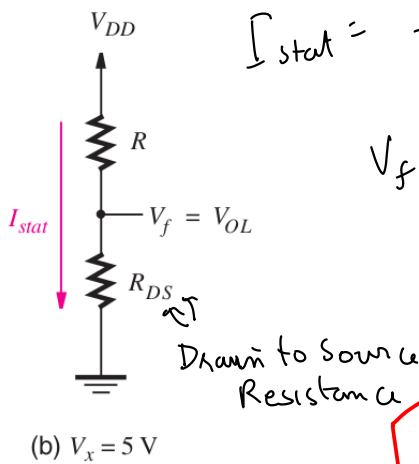 V_DD
I_stat =
R
V_f
I_stat
V_f = V_OL
R_DS
Drain to Source
Resistance
(b) V_x = 5 V